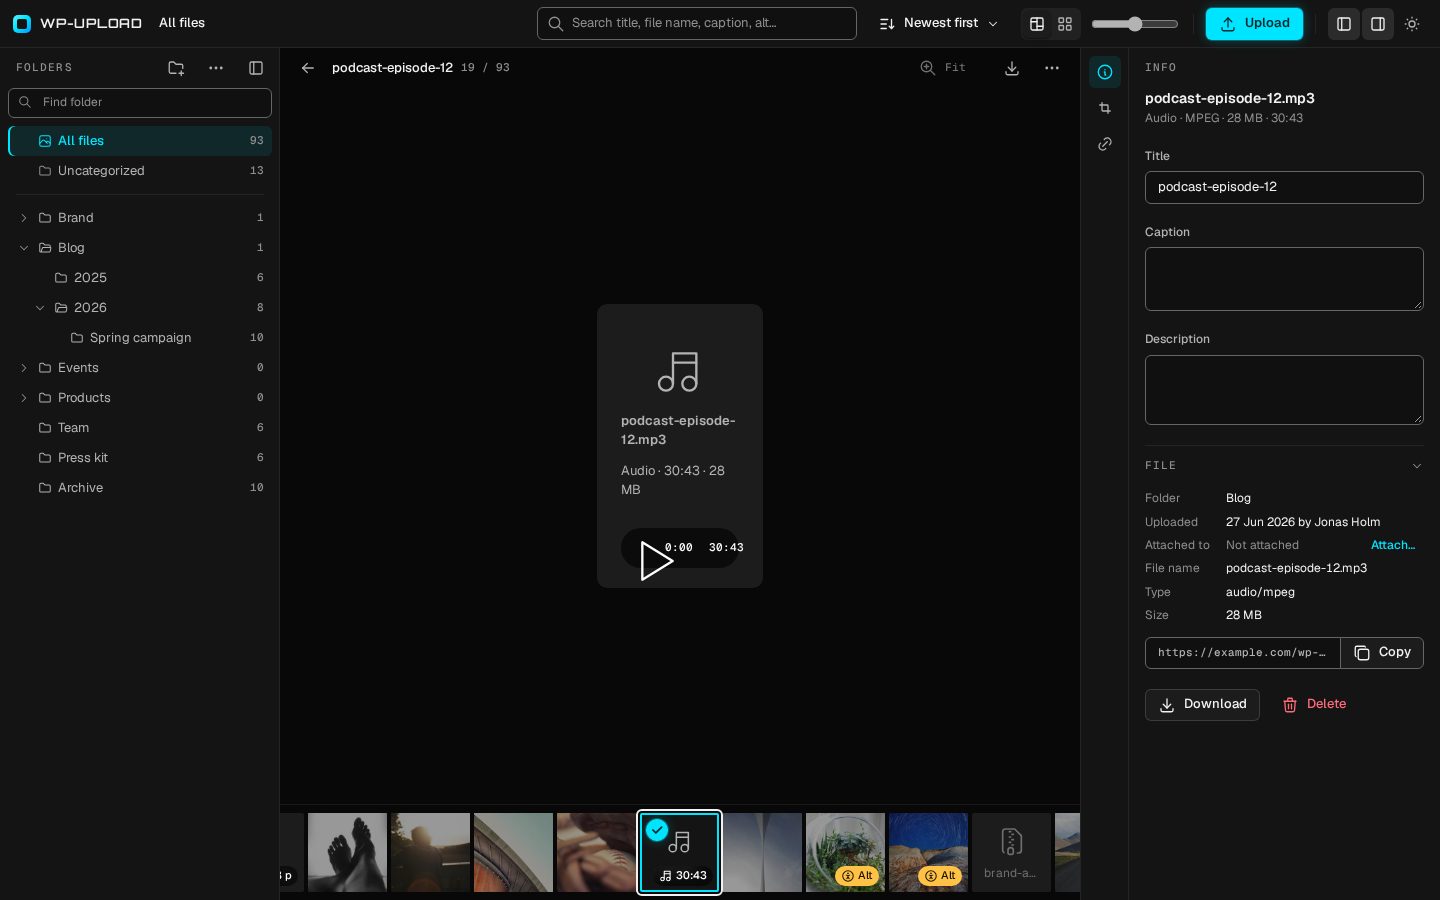 WP-UPLOAD
All files
Search title, file name, caption, alt...
Newest first
Upload
FOLDERS
Find folder
All files 93
Uncategorized 13
Brand 1
Blog 1
2025 6
2026 8
Spring campaign 10
Events 0
Products 0
Team 6
Press kit 6
Archive 10
podcast-episode-12 19 / 93
Fit
podcast-episode-
12.mp3
Audio · 30:43 · 28
MB
0:00 30:43
p
30:43
Alt
Alt
brand-a...
INFO
podcast-episode-12.mp3
Audio · MPEG · 28 MB · 30:43
Title
podcast-episode-12
Caption
Description
FILE
Folder Blog
Uploaded 27 Jun 2026 by Jonas Holm
Attached to Not attached Attach...
File name podcast-episode-12.mp3
Type audio/mpeg
Size 28 MB
https://example.com/wp-... Copy
Download Delete